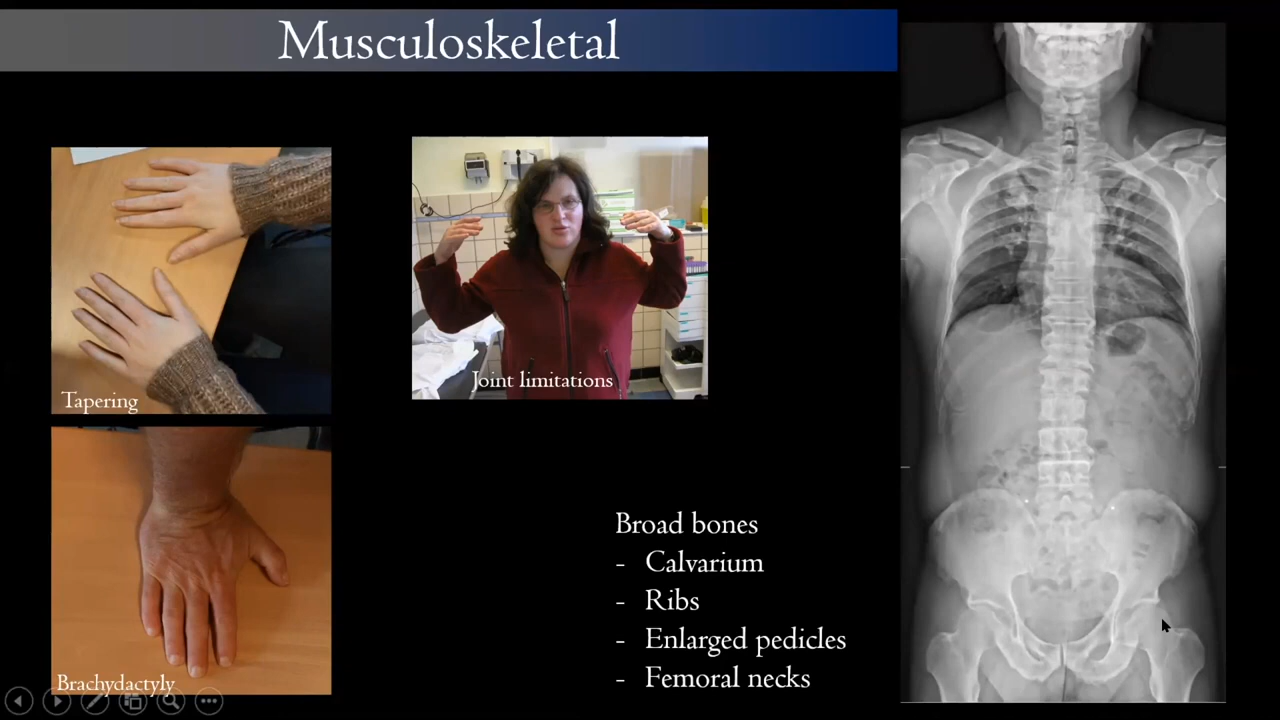 Musculoskeletal
Tapering
Joint limitations
Brachydactyly
Broad bones
- Calvarium
- Ribs
- Enlarged pedicles
- Femoral necks